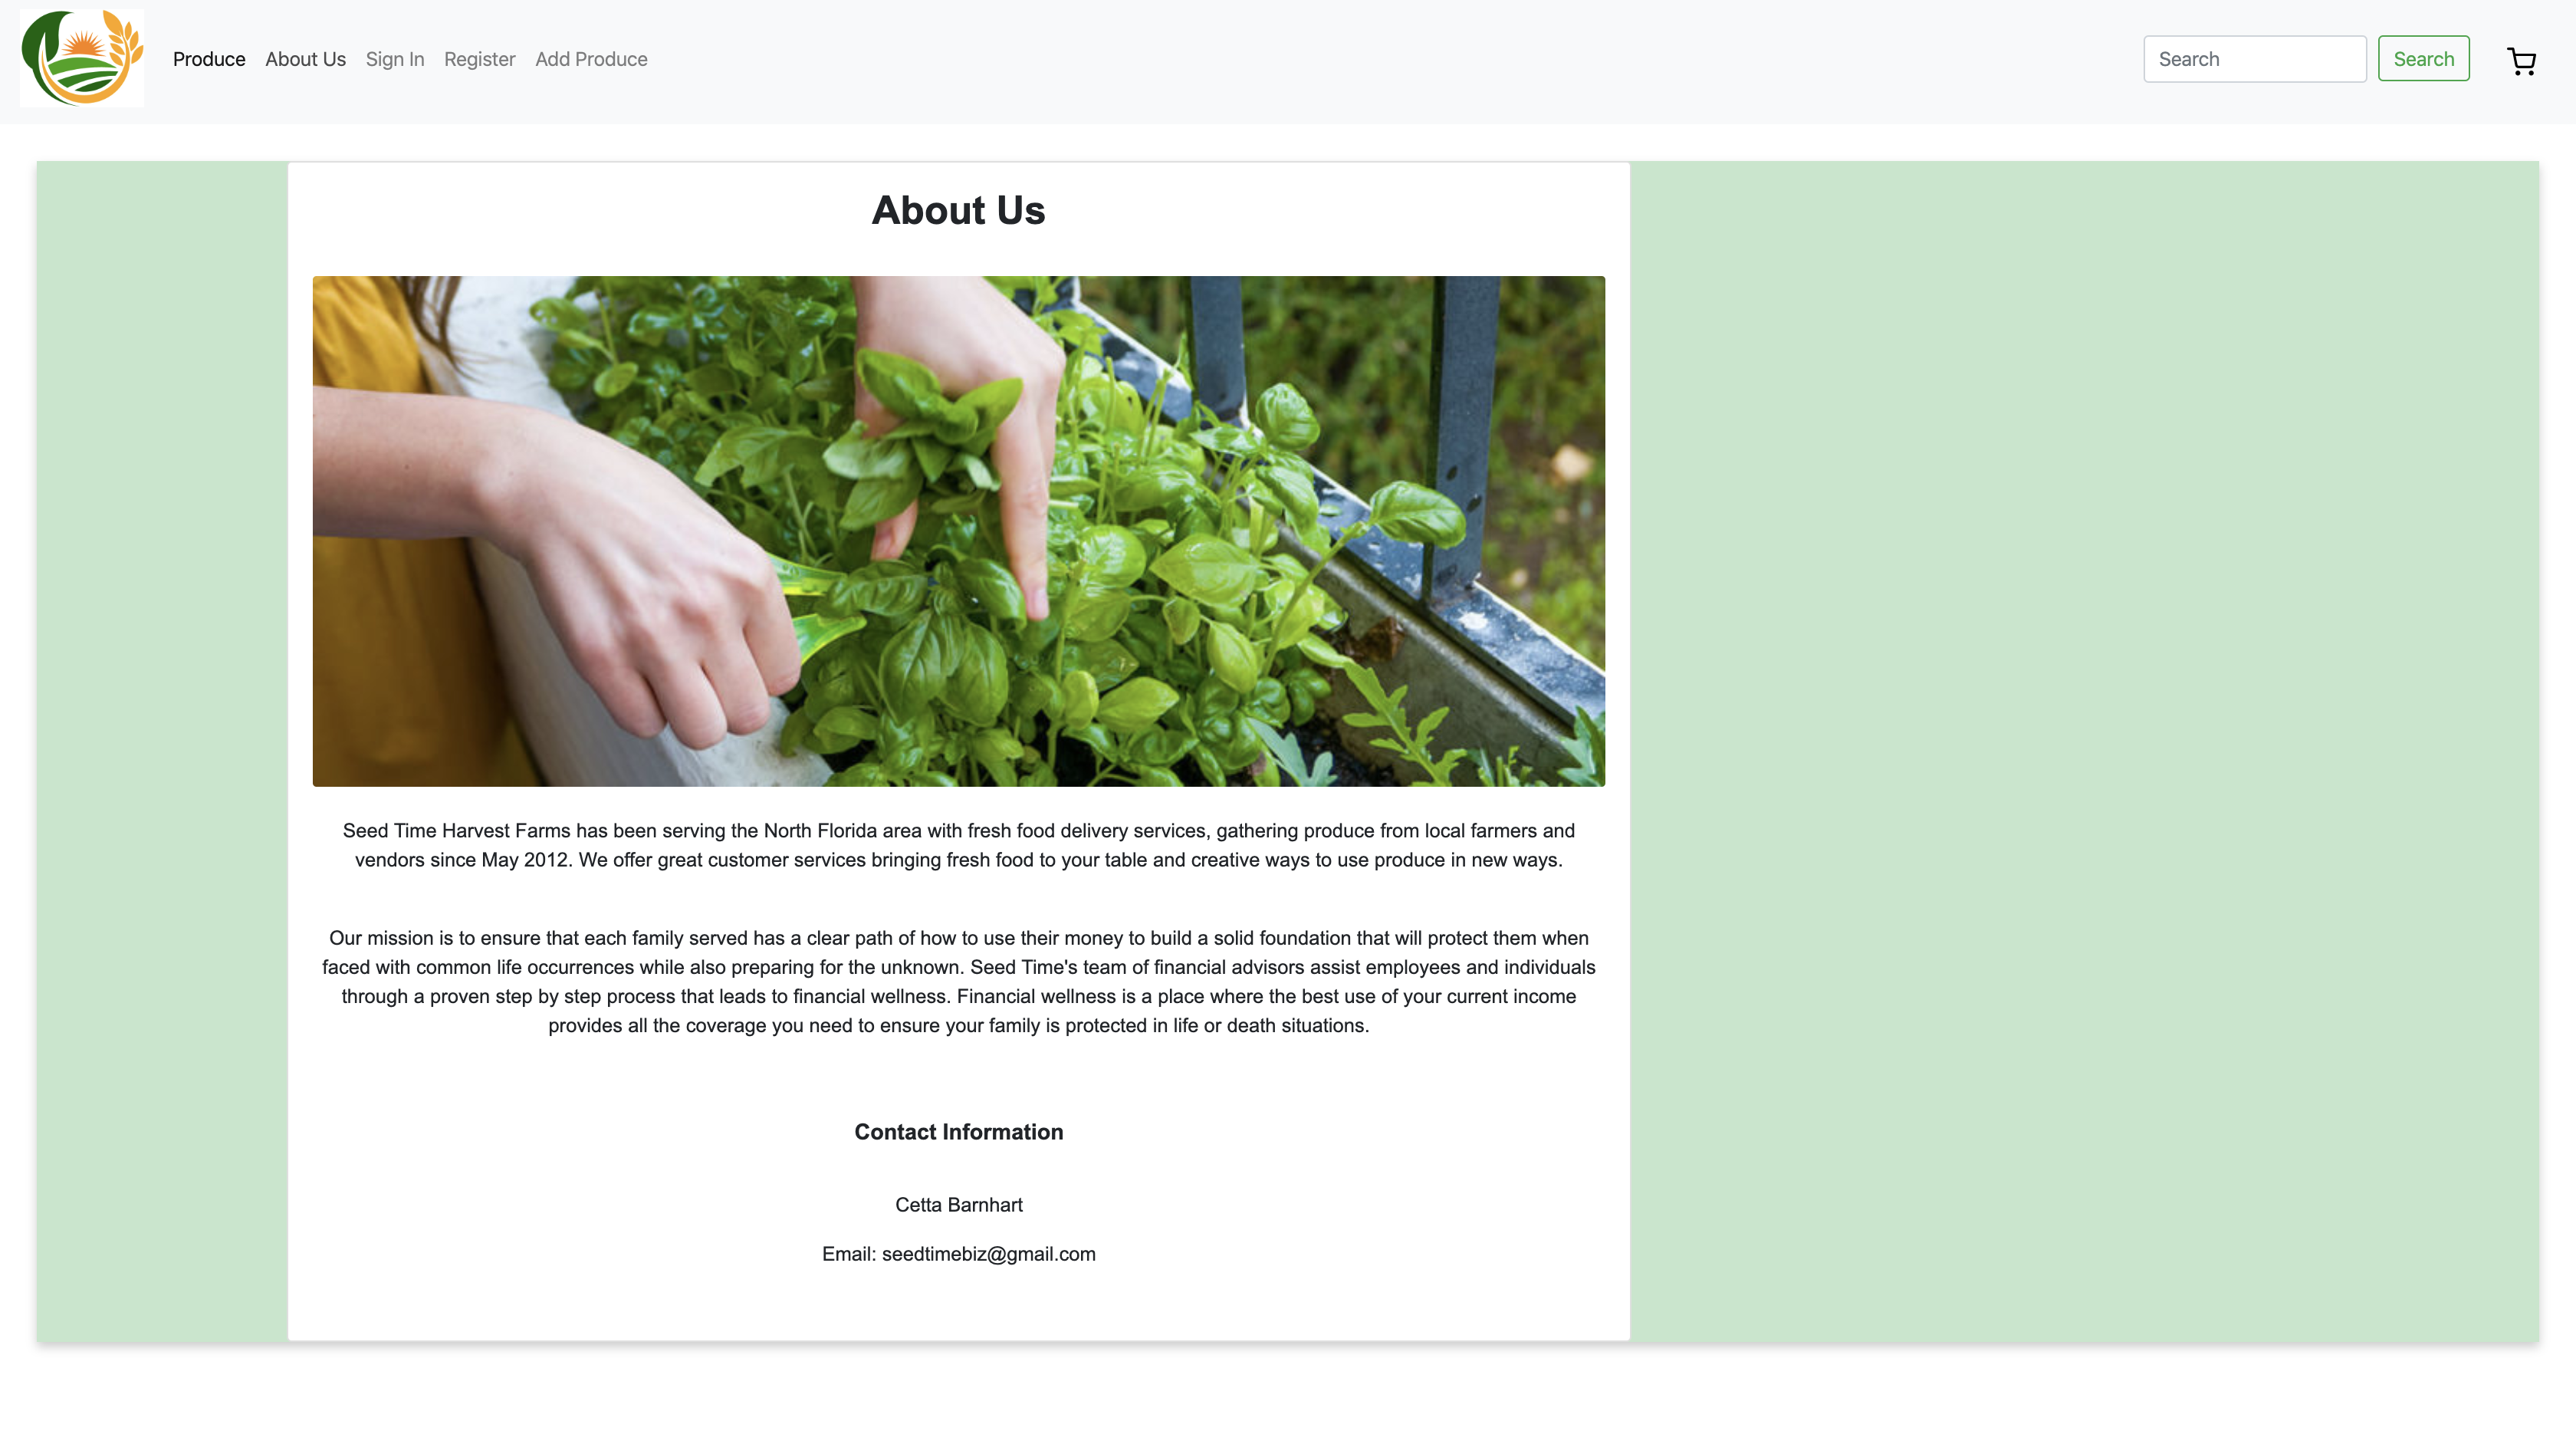 Produce About Us Sign In Register Add Produce Search Search
About Us
Seed Time Harvest Farms has been serving the North Florida area with fresh food delivery services, gathering produce from local farmers and
vendors since May 2012. We offer great customer services bringing fresh food to your table and creative ways to use produce in new ways.
Our mission is to ensure that each family served has a clear path of how to use their money to build a solid foundation that will protect them when
faced with common life occurrences while also preparing for the unknown. Seed Time's team of financial advisors assist employees and individuals
through a proven step by step process that leads to financial wellness. Financial wellness is a place where the best use of your current income
provides all the coverage you need to ensure your family is protected in life or death situations.
Contact Information
Cetta Barnhart
Email: seedtimebiz@gmail.com